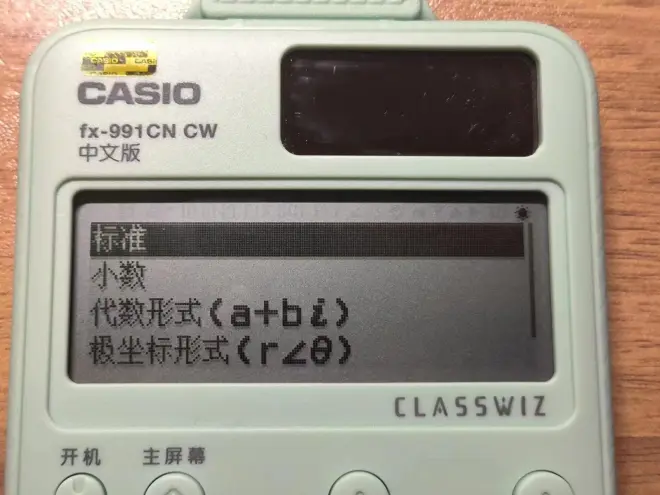 CASIO
CASIO
fx-991CN CW
中文版
标准
小数
代数形式(a+bi)
极坐标形式(r∠θ)
CLASSWIZ
开机
主屏幕